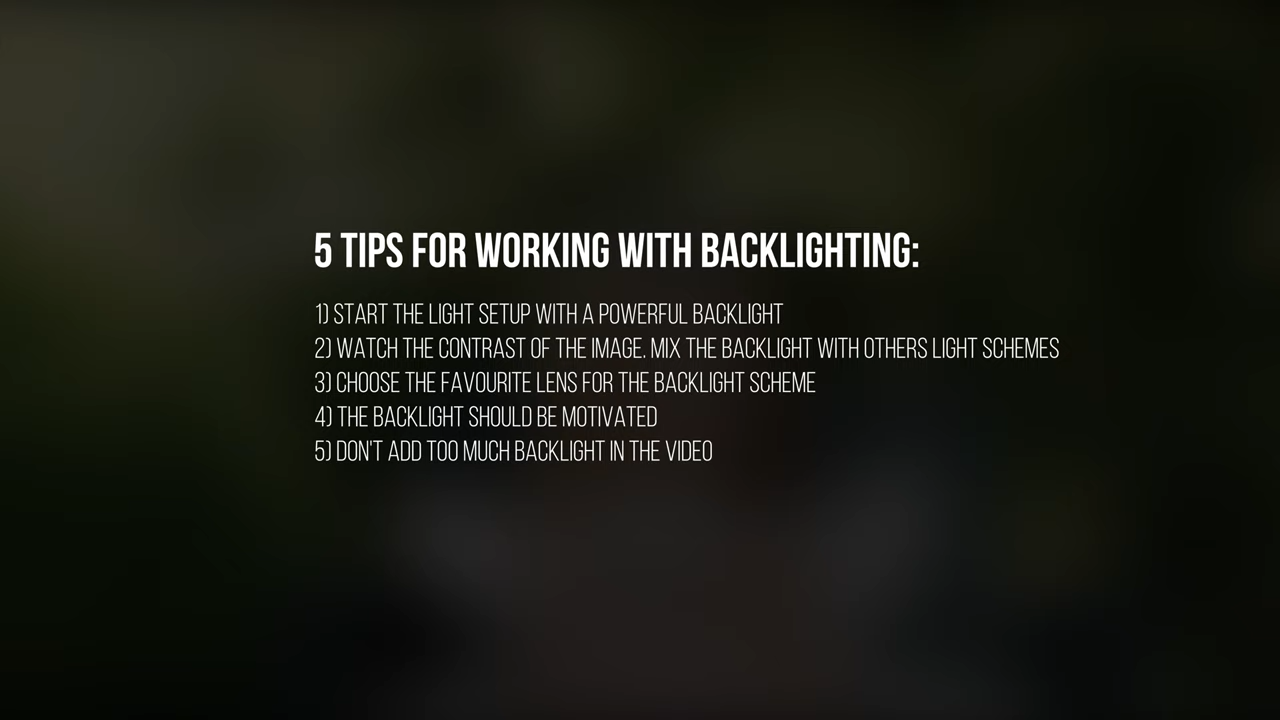 5 TIPS FOR WORKING WITH BACKLIGHTING:
1) START THE LIGHT SETUP WITH A POWERFUL BACKLIGHT
2) WATCH THE CONTRAST OF THE IMAGE. MIX THE BACKLIGHT WITH OTHERS LIGHT SCHEMES
3) CHOOSE THE FAVOURITE LENS FOR THE BACKLIGHT SCHEME
4) THE BACKLIGHT SHOULD BE MOTIVATED
5) DON'T ADD TOO MUCH BACKLIGHT IN THE VIDEO